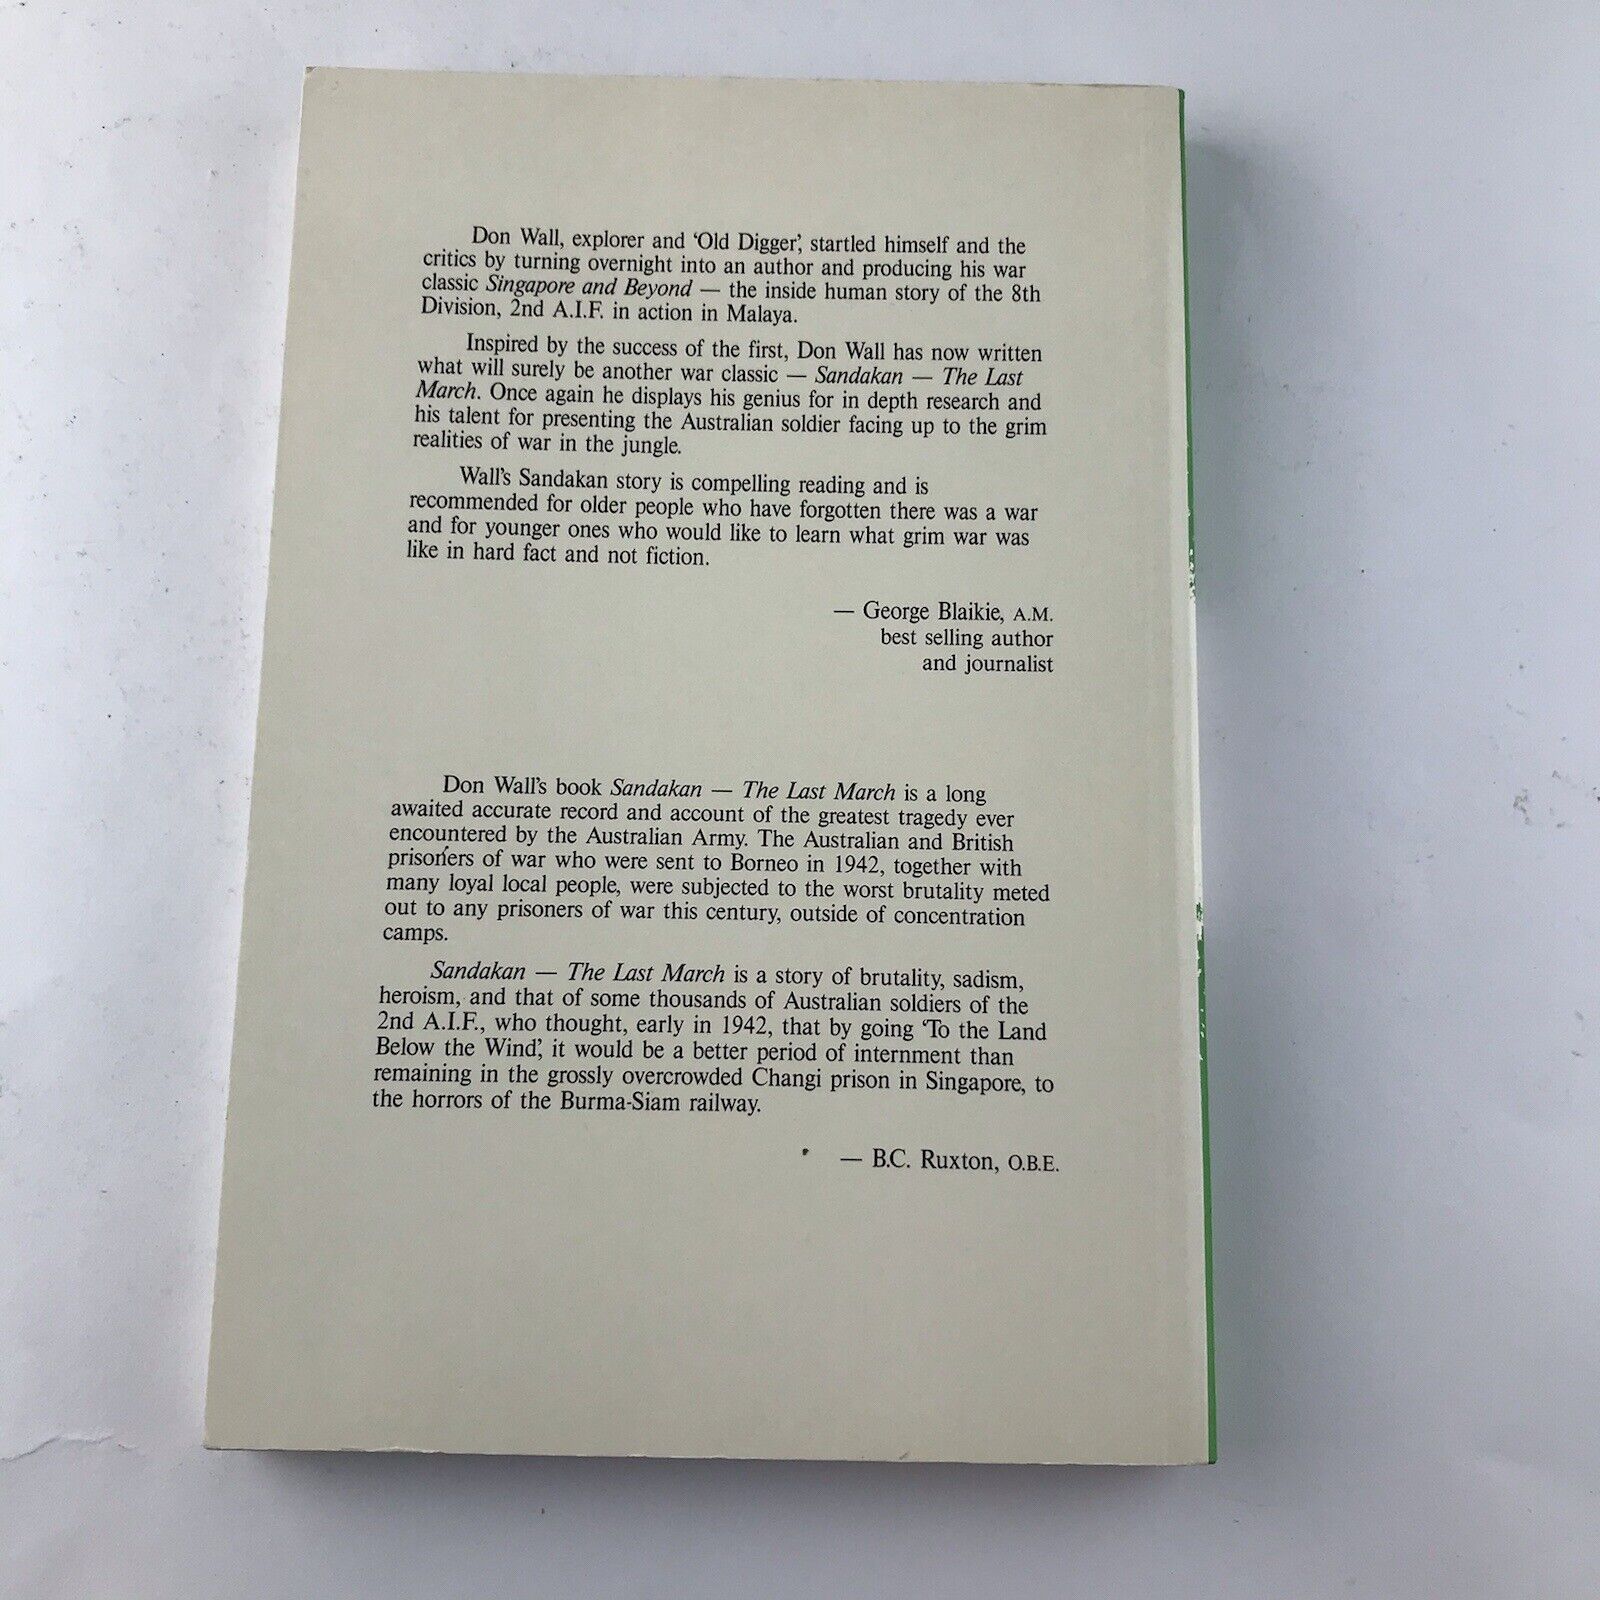 Don Wall, explorer and ‘Old Digger’, startled himself and the
critics by turning overnight into an author and producing his war
classic Singapore and Beyond — the inside human story of the 8th
Division, 2nd A.I.F. in action in Malaya.
Inspired by the success of the first, Don Wall has now written
what will surely be another war classic — Sandakan — The Last
March. Once again he displays his genius for in depth research and
his talent for presenting the Australian soldier facing up to the grim
realities of war in the jungle.
Wall's Sandakan story is compelling reading and is
recommended for older people who have forgotten there was a war
and for younger ones who would like to learn what grim war was
like in hard fact and not fiction.
— George Blaikie, A.M.
best selling author
and journalist
Don Wall's book Sandakan — The Last March is a long
awaited accurate record and account of the greatest tragedy ever
encountered by the Australian Army. The Australian and British
prisoners of war who were sent to Borneo in 1942, together with
many loyal local people, were subjected to the worst brutality meted
out to any prisoners of war this century, outside of concentration
camps.
Sandakan — The Last March is a story of brutality, sadism,
heroism, and that of some thousands of Australian soldiers of the
2nd A.I.F., who thought, early in 1942, that by going ‘To the Land
Below the Wind’, it would be a better period of internment than
remaining in the grossly overcrowded Changi prison in Singapore, to
the horrors of the Burma-Siam railway.
— B.C. Ruxton, O.B.E.